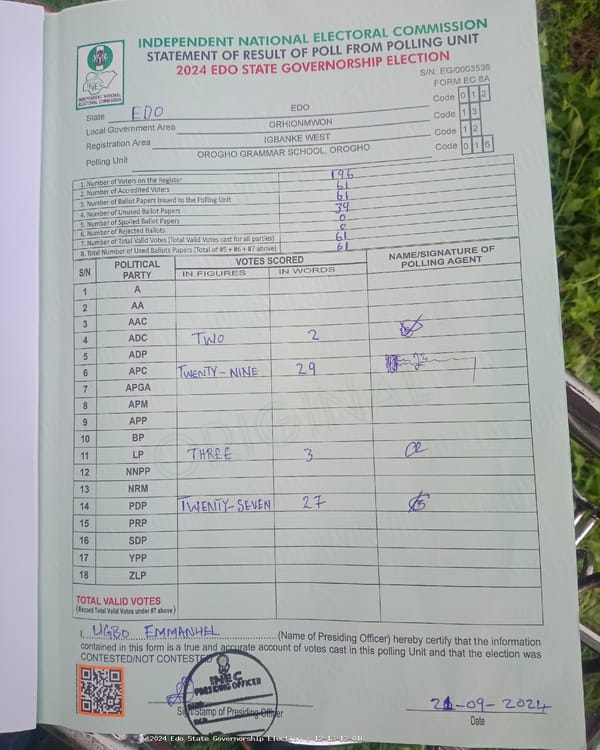 INDEPENDENT NATIONAL ELECTORAL COMMISSION
STATEMENT OF RESULT OF POLL FROM POLLING UNIT
2024 EDO STATE GOVERNORSHIP ELECTION
S/N: EG/0003536
FORM EC 8A
INEC
INDEPENDENT NATIONAL
ELECTORAL COMMISSION
State EDO EDO Code 0 1 2
Local Government Area ORHIONMWON Code 1 3
Registration Area IGBANKE WEST Code 1 2
Polling Unit OROGHO GRAMMAR SCHOOL, OROGHO Code 0 1 6
1. Number of Voters on the Register 196
2. Number of Accredited Voters 61
3. Number of Ballot Papers Issued to the Polling Unit 61
4. Number of Unused Ballot Papers 39
5. Number of Spoiled Ballot Papers 0
6. Number of Rejected Ballots 0
7. Number of Total Valid Votes (Total Valid Votes cast for all parties) 61
8. Total Number of Used Ballots Papers (Total of #5 + #6 + #7 above) 61
S/N POLITICAL PARTY VOTES SCORED NAME/SIGNATURE OF POLLING AGENT
IN FIGURES IN WORDS
1 A
2 AA
3 AAC
4 ADC TWO 2
5 ADP
6 APC TWENTY-NINE 29
7 APGA
8 APM
9 APP
10 BP
11 LP THREE 3
12 NNPP
13 NRM
14 PDP TWENTY-SEVEN 27
15 PRP
16 SDP
17 YPP
18 ZLP
ORIGINAL
TOTAL VALID VOTES
(Record Total Valid Votes under #7 above)
I, UGBO EMMANUEL (Name of Presiding Officer) hereby certify that the information
contained in this form is a true and accurate account of votes cast in this polling Unit and that the election was
CONTESTED/NOT CONTESTED
INEC
PRESIDING OFFICER
Sign/Stamp of Presiding Officer
21-09-2024
Date
2024 Edo State Governorship Election - 12-13-12-016